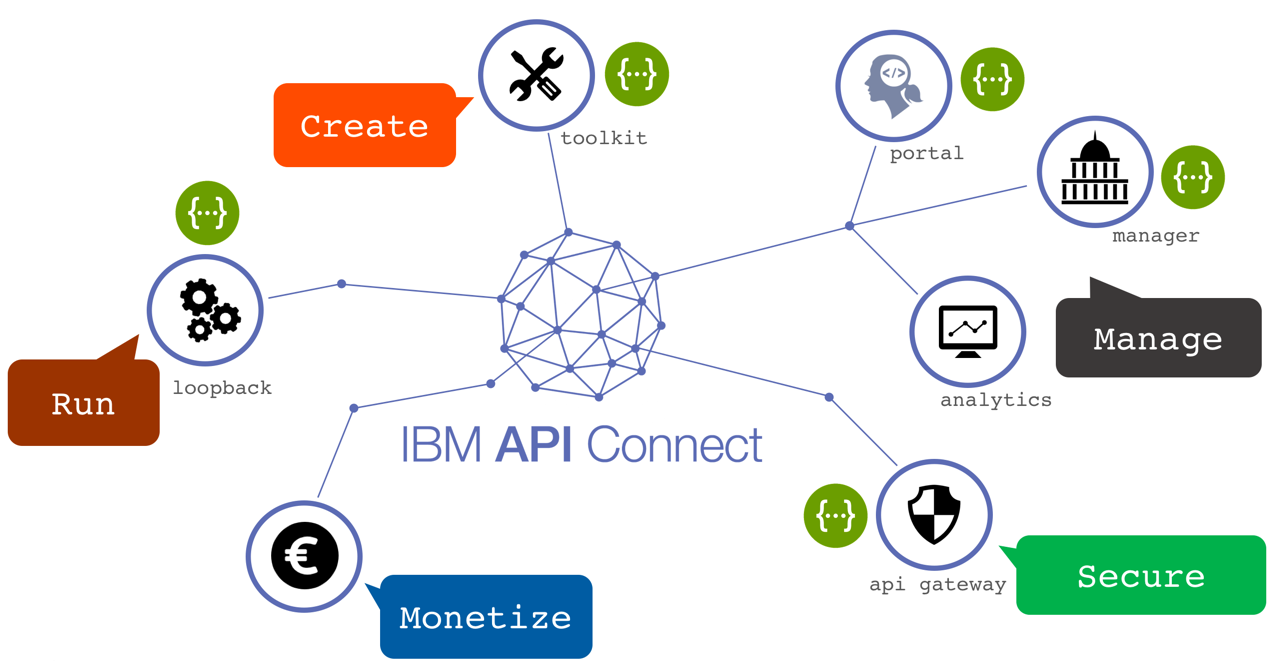 Create
toolkit
{···}
portal
</>
{···}
manager
{···}
{···}
loopback
Run
analytics
Manage
IBM API Connect
{···}
api gateway
Secure
€
Monetize